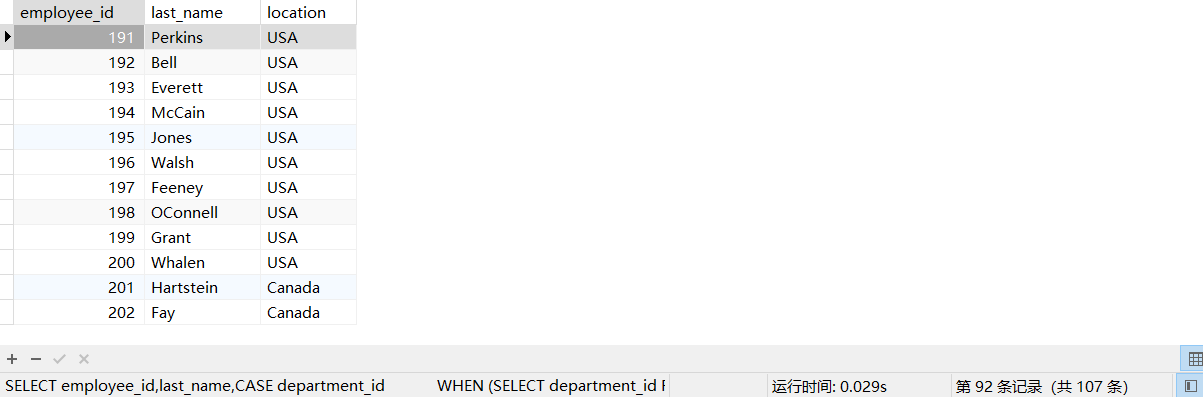 employee_id last_name location
191 Perkins USA
192 Bell USA
193 Everett USA
194 McCain USA
195 Jones USA
196 Walsh USA
197 Feeney USA
198 OConnell USA
199 Grant USA
200 Whalen USA
201 Hartstein Canada
202 Fay Canada
SELECT employee_id,last_name,CASE department_id WHEN (SELECT department_id F 运行时间: 0.029s 第 92 条记录 (共 107 条)